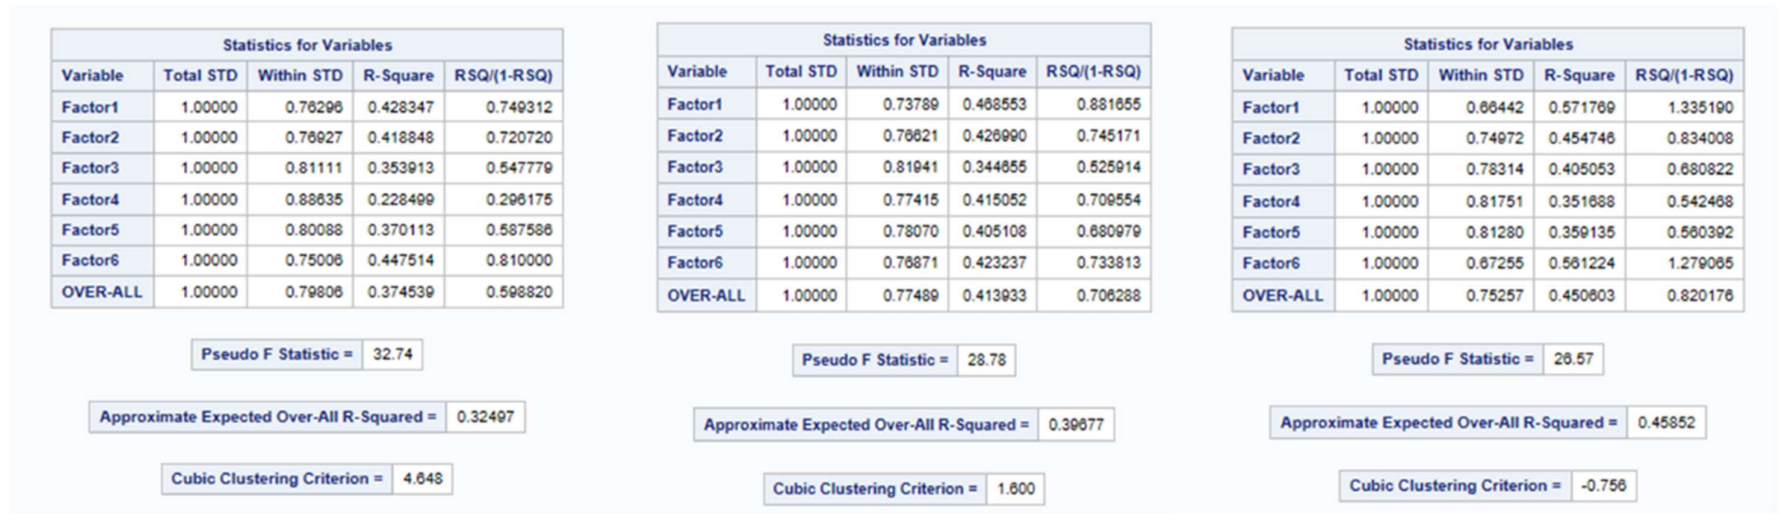 Statistics for Variables
Variable Total STD Within STD R-Square RSQ/(1-RSQ)
Factor1 1.00000 0.76296 0.428347 0.749312
Factor2 1.00000 0.76927 0.418848 0.720720
Factor3 1.00000 0.81111 0.353913 0.547779
Factor4 1.00000 0.88635 0.228499 0.296175
Factor5 1.00000 0.80088 0.370113 0.587586
Factor6 1.00000 0.75006 0.447514 0.810000
OVER-ALL 1.00000 0.79806 0.374539 0.598820
Pseudo F Statistic = 32.74
Approximate Expected Over-All R-Squared = 0.32497
Cubic Clustering Criterion = 4.648
Statistics for Variables
Variable Total STD Within STD R-Square RSQ/(1-RSQ)
Factor1 1.00000 0.73789 0.468553 0.881655
Factor2 1.00000 0.76621 0.426990 0.745171
Factor3 1.00000 0.81941 0.344655 0.525914
Factor4 1.00000 0.77415 0.415052 0.709554
Factor5 1.00000 0.78070 0.405108 0.680979
Factor6 1.00000 0.76871 0.423237 0.733813
OVER-ALL 1.00000 0.77489 0.413933 0.706288
Pseudo F Statistic = 28.78
Approximate Expected Over-All R-Squared = 0.39677
Cubic Clustering Criterion = 1.600
Statistics for Variables
Variable Total STD Within STD R-Square RSQ/(1-RSQ)
Factor1 1.00000 0.66442 0.571769 1.335190
Factor2 1.00000 0.74972 0.454746 0.834008
Factor3 1.00000 0.78314 0.405053 0.680822
Factor4 1.00000 0.81751 0.351688 0.542468
Factor5 1.00000 0.81280 0.359135 0.560392
Factor6 1.00000 0.67255 0.561224 1.279065
OVER-ALL 1.00000 0.75257 0.450603 0.820176
Pseudo F Statistic = 26.57
Approximate Expected Over-All R-Squared = 0.45852
Cubic Clustering Criterion = -0.756